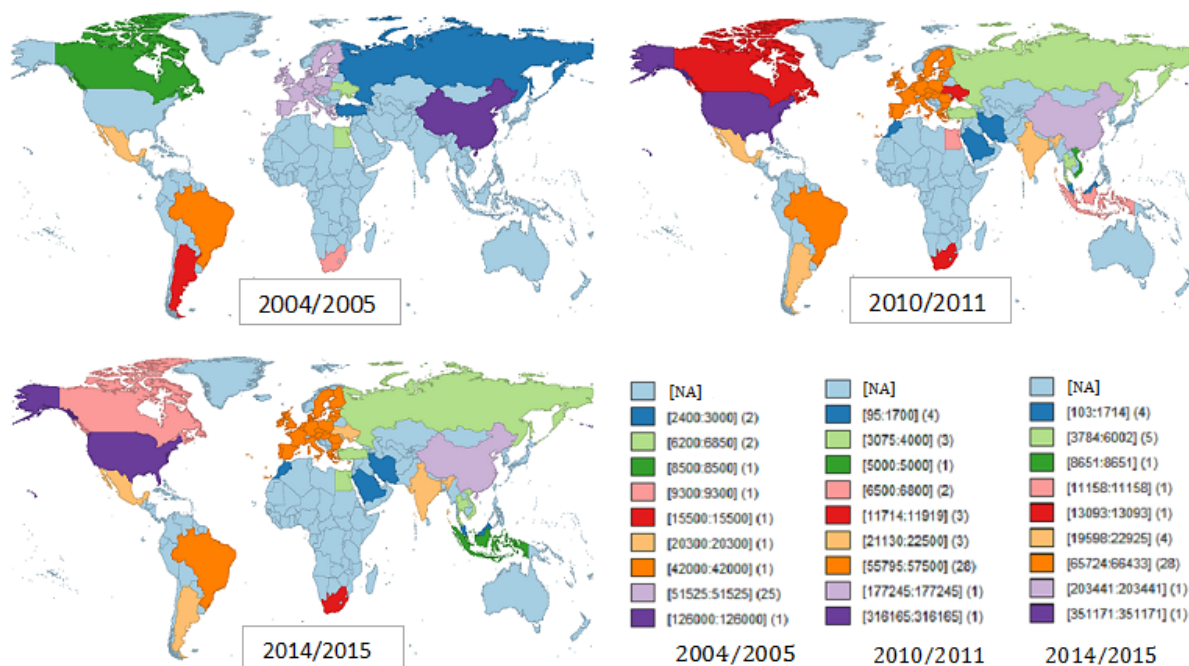 2004/2005
2010/2011
2014/2015
[NA] [NA] [NA]
[2400:3000] (2) [95:1700] (4) [103:1714] (4)
[6200:6850] (2) [3075:4000] (3) [3784:6002] (5)
[8500:8500] (1) [5000:5000] (1) [8651:8651] (1)
[9300:9300] (1) [6500:6800] (2) [11158:11158] (1)
[15500:15500] (1) [11714:11919] (3) [13093:13093] (1)
[20300:20300] (1) [21130:22500] (3) [19598:22925] (4)
[42000:42000] (1) [55795:57500] (28) [65724:66433] (28)
[51525:51525] (25) [177245:177245] (1) [203441:203441] (1)
[126000:126000] (1) [316165:316165] (1) [351171:351171] (1)
2004/2005 2010/2011 2014/2015